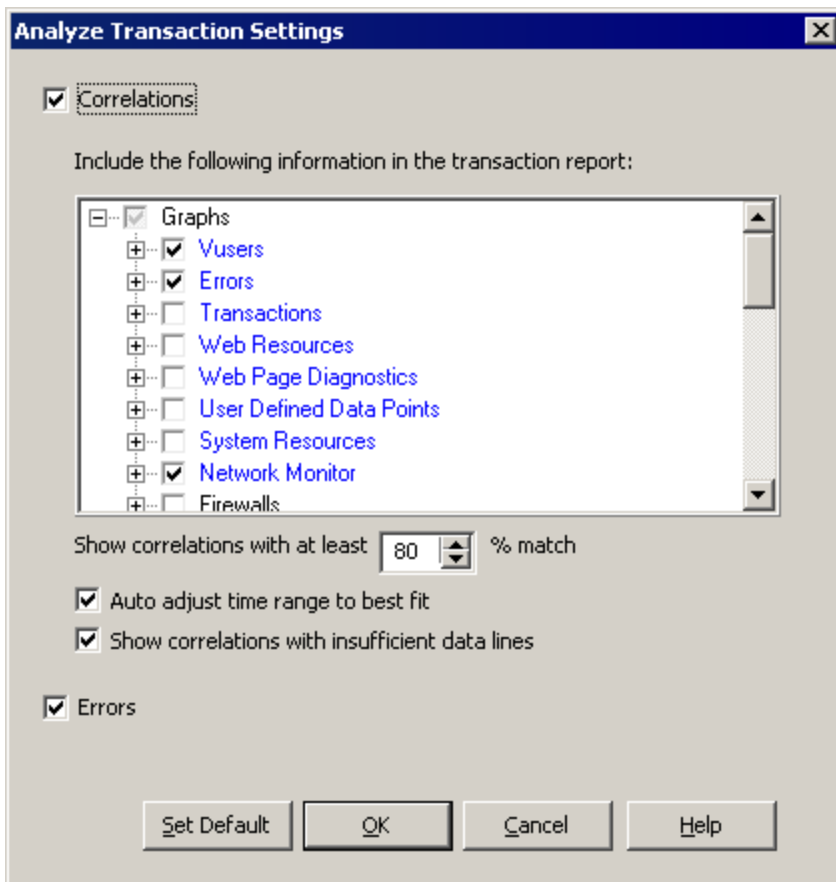 Analyze Transaction Settings
Correlations
Include the following information in the transaction report:
Graphs
Vusers
Errors
Transactions
Web Resources
Web Page Diagnostics
User Defined Data Points
System Resources
Network Monitor
Firewalls
Show correlations with at least 80 % match
Auto adjust time range to best fit
Show correlations with insufficient data lines
Errors
Set Default OK Cancel Help